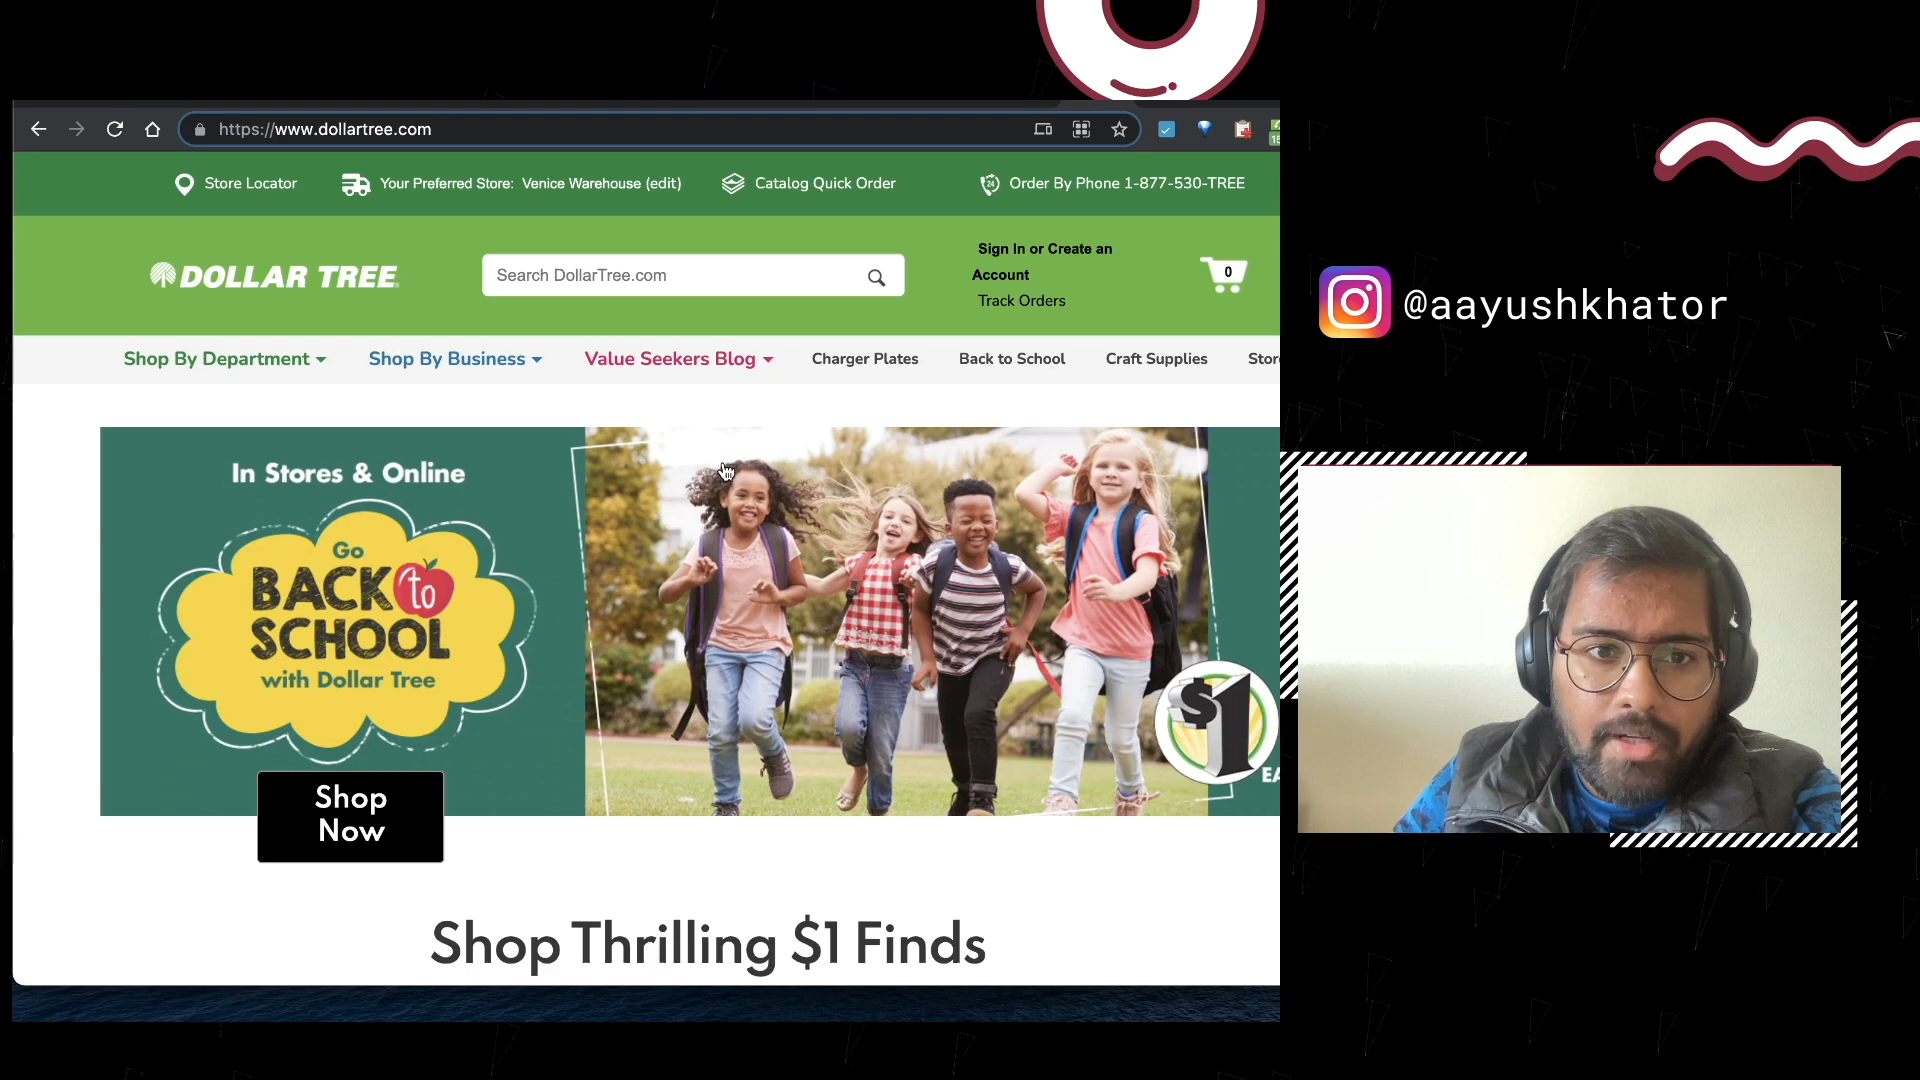 https://www.dollartree.com
Store Locator
Your Preferred Store: Venice Warehouse (edit)
Catalog Quick Order
24
Order By Phone 1-877-530-TREE
DOLLAR TREE
Search DollarTree.com
Sign In or Create an
Account
Track Orders
0
Shop By Department
Shop By Business
Value Seekers Blog
Charger Plates
Back to School
Craft Supplies
Stor
In Stores & Online
Go
BACK to
SCHOOL
with Dollar Tree
$1
EA
Shop
Now
Shop Thrilling $1 Finds
@aayushkhator